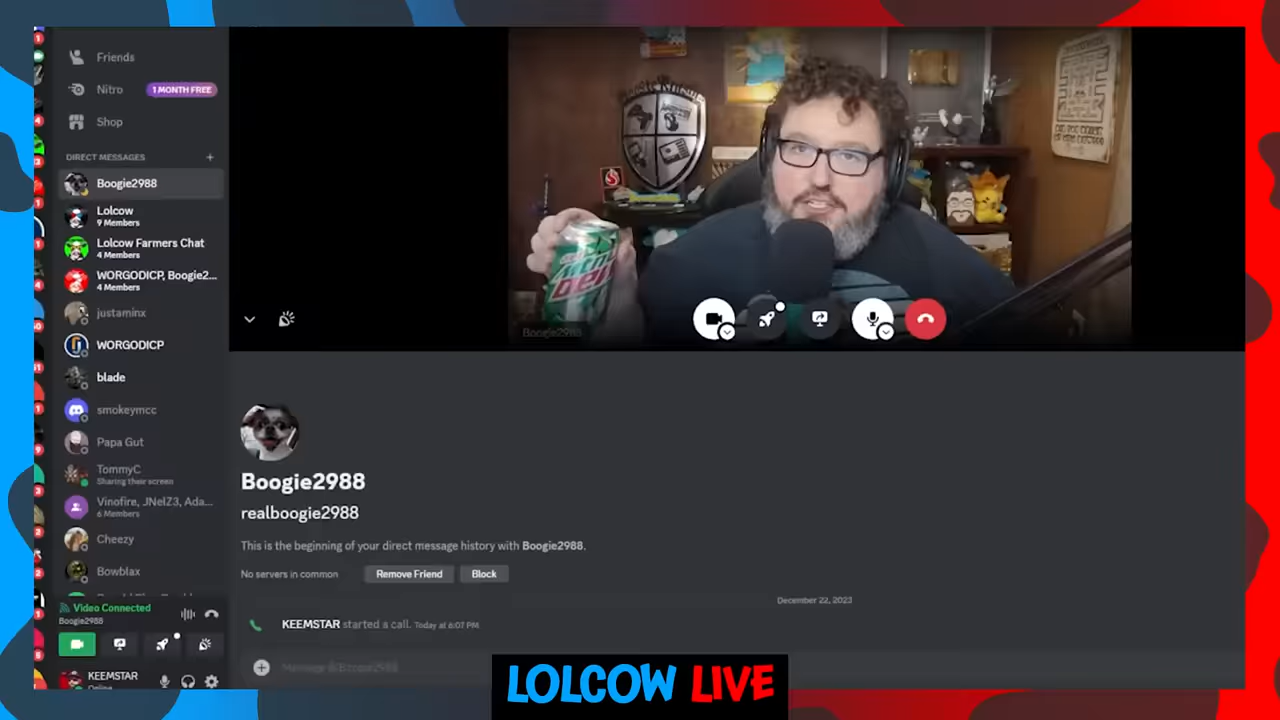 Friends
Nitro
1 MONTH FREE
Shop
DIRECT MESSAGES
Boogie2988
Lolcow
9 Members
Lolcow Farmers Chat
4 Members
WORGODICP, Boogie2...
4 Members
justaminx
WORGODICP
blade
smokeymcc
Papa Gut
TommyC
Sharing their screen
Vinofire, JNelZ3, Ada...
6 Members
Cheezy
Bowblax
Video Connected
Boogie2988
KEEMSTAR
Online
mtn
dew
Boogie2988
Boogie2988
realboogie2988
This is the beginning of your direct message history with Boogie2988.
No servers in common
Remove Friend
Block
December 22, 2023
KEEMSTAR started a call. Today at 6:07 PM
LOLCOW LIVE